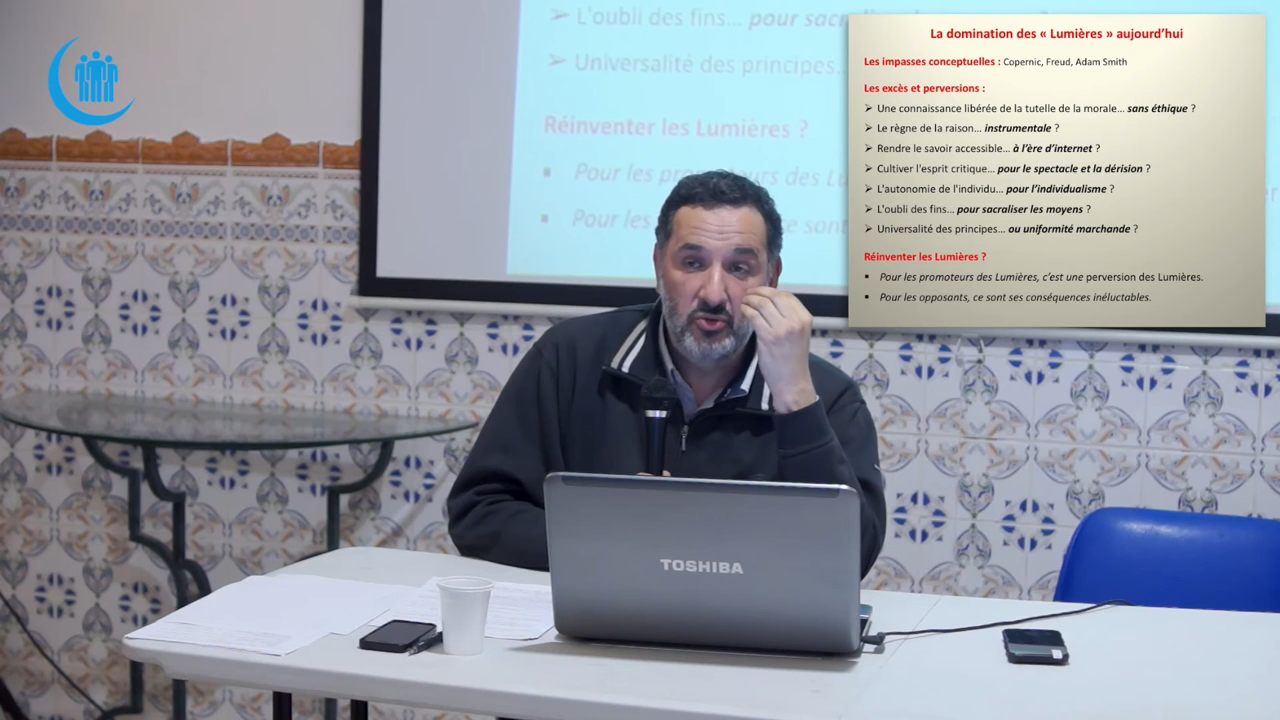 ➢ L'oubli des fins... pour sacr
➢ Universalité des principes...
Réinventer les Lumières ?
▪ Pour les pro
▪ Pour les
La domination des « Lumières » aujourd'hui
Les impasses conceptuelles : Copernic, Freud, Adam Smith
Les excès et perversions :
➢ Une connaissance libérée de la tutelle de la morale... sans éthique ?
➢ Le règne de la raison... instrumentale ?
➢ Rendre le savoir accessible... à l'ère d'internet ?
➢ Cultiver l'esprit critique... pour le spectacle et la dérision ?
➢ L'autonomie de l'individu... pour l'individualisme ?
➢ L'oubli des fins... pour sacraliser les moyens ?
➢ Universalité des principes... ou uniformité marchande ?
Réinventer les Lumières ?
▪ Pour les promoteurs des Lumières, c'est une perversion des Lumières.
▪ Pour les opposants, ce sont ses conséquences inéluctables.
TOSHIBA